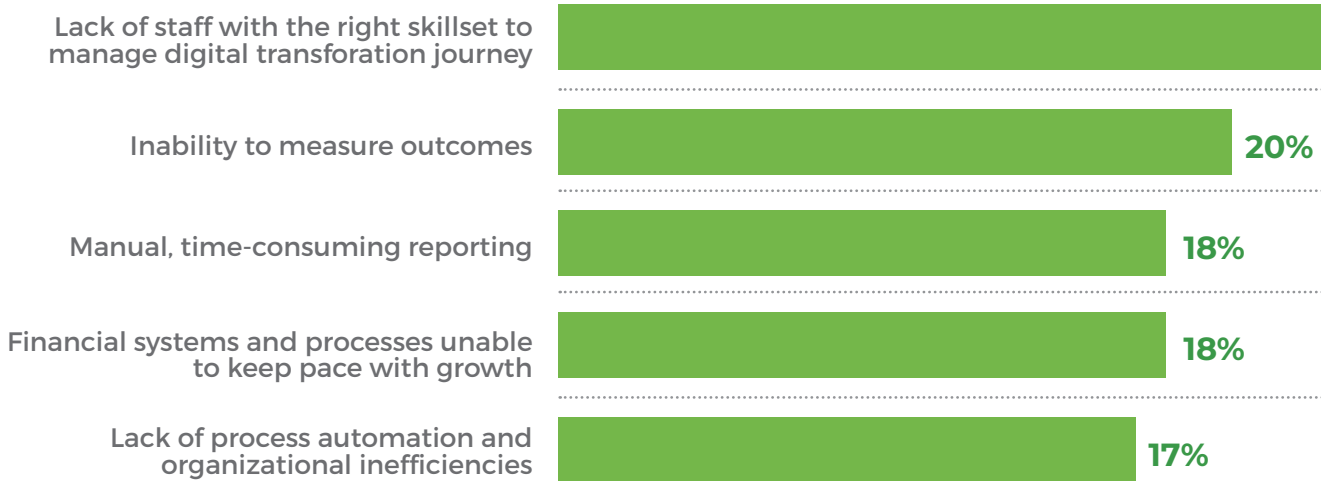 Lack of staff with the right skillset to
manage digital transforation journey
Inability to measure outcomes
20%
Manual, time-consuming reporting
18%
Financial systems and processes unable
to keep pace with growth
18%
Lack of process automation and
organizational inefficiencies
17%